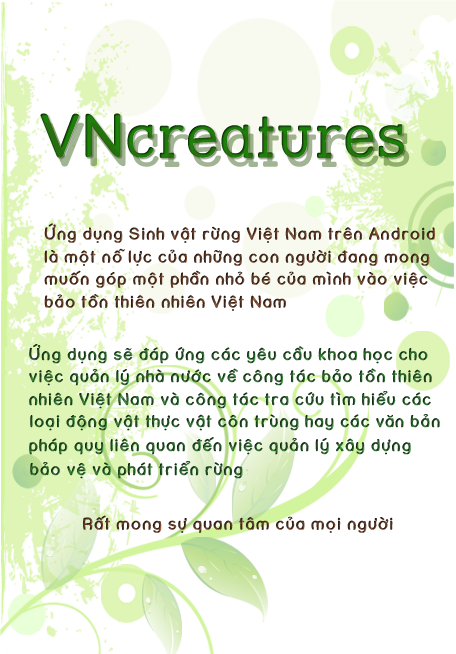 VNcreatures
Ứng dụng Sinh vật rừng Việt Nam trên Android
là một nổ lực của những con người đang mong
muốn góp một phần nhỏ bé của mình vào việc
bảo tồn thiên nhiên Việt Nam
Ứng dụng sẽ đáp ứng các yêu cầu khoa học cho
việc quản lý nhà nước về công tác bảo tồn thiên
nhiên Việt Nam và công tác tra cứu tìm hiểu các
loại động vật thực vật côn trùng hay các văn bản
pháp quy liên quan đến việc quản lý xây dựng
bảo vệ và phát triển rừng
Rất mong sự quan tâm của mọi người